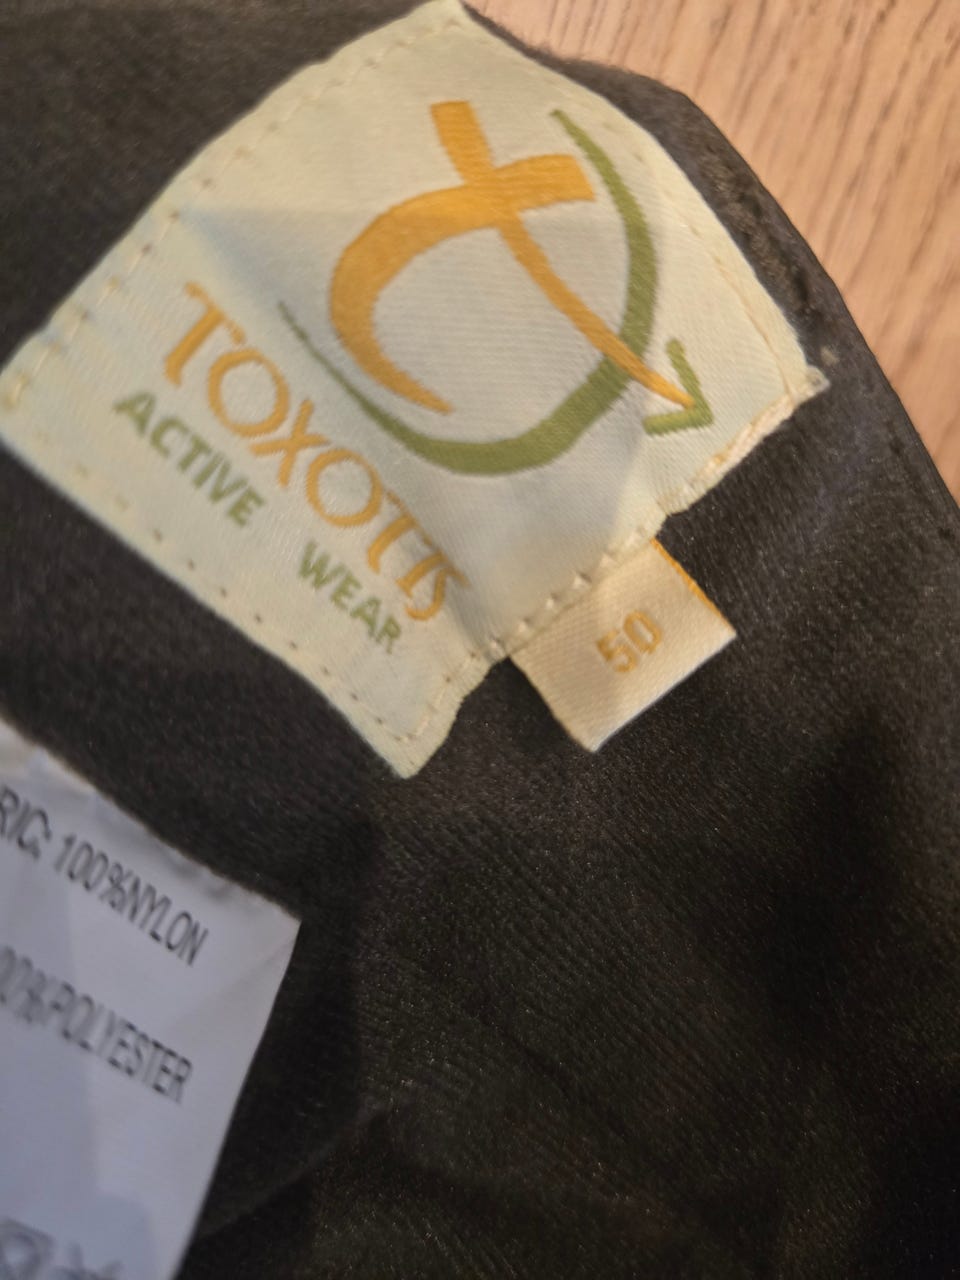 TOXOTIS
ACTIVE WEAR
50
RIC: 100%NYLON
00%POLYESTER